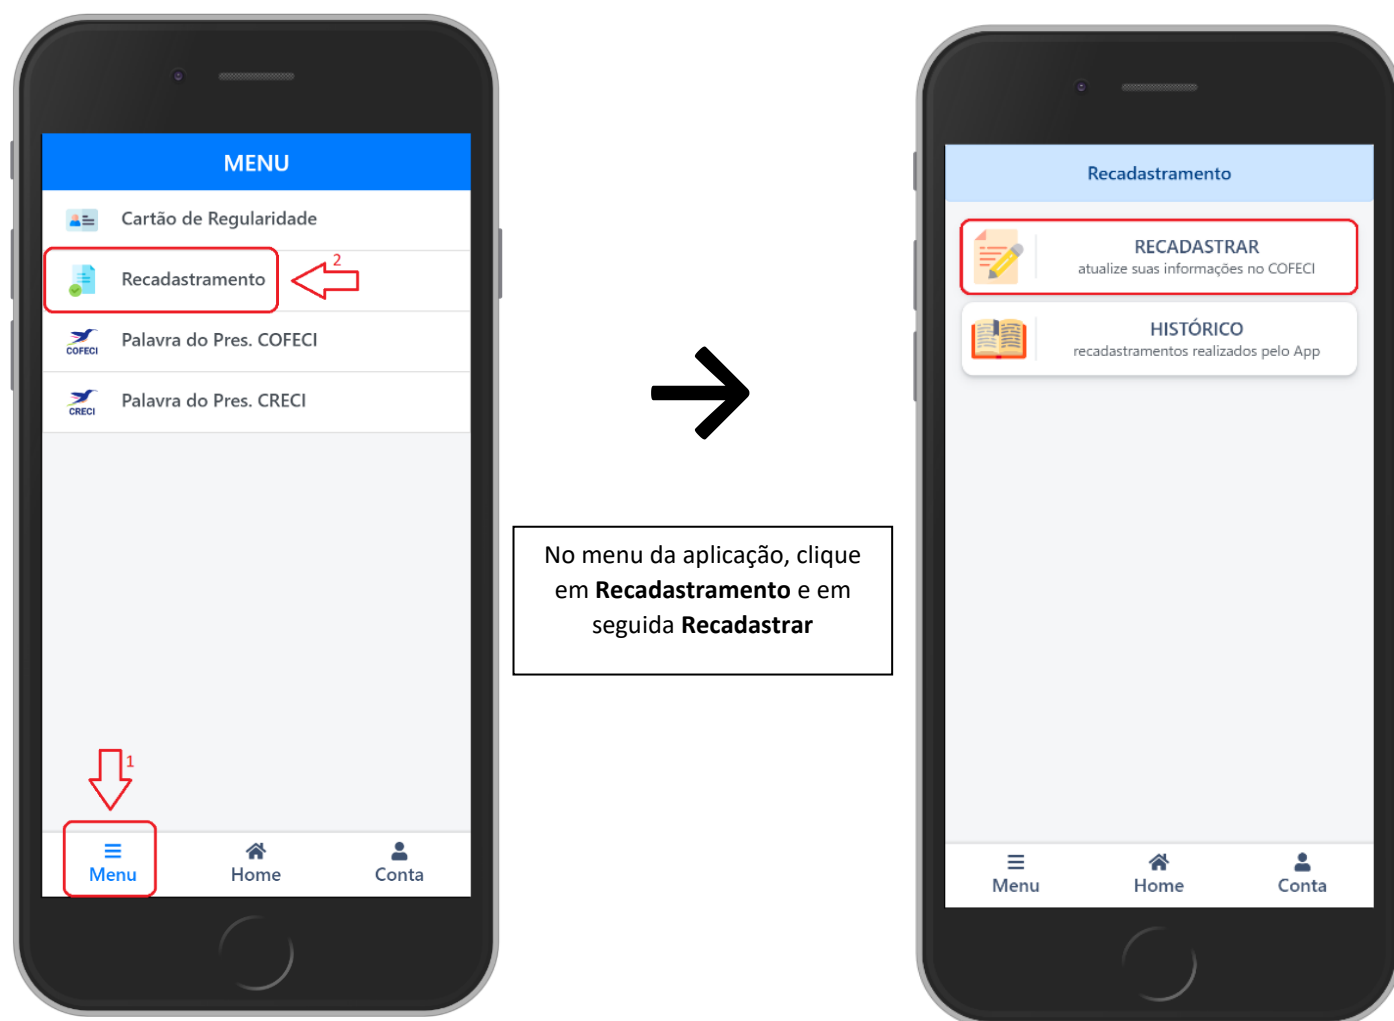 MENU
Cartão de Regularidade
Recadastramento
2
COFECI
Palavra do Pres. COFECI
CRECI
Palavra do Pres. CRECI
1
Menu
Home
Conta
No menu da aplicação, clique
em Recadastramento e em
seguida Recadastrar
Recadastramento
RECADASTRAR
atualize suas informações no COFECI
HISTÓRICO
recadastramentos realizados pelo App
Menu
Home
Conta